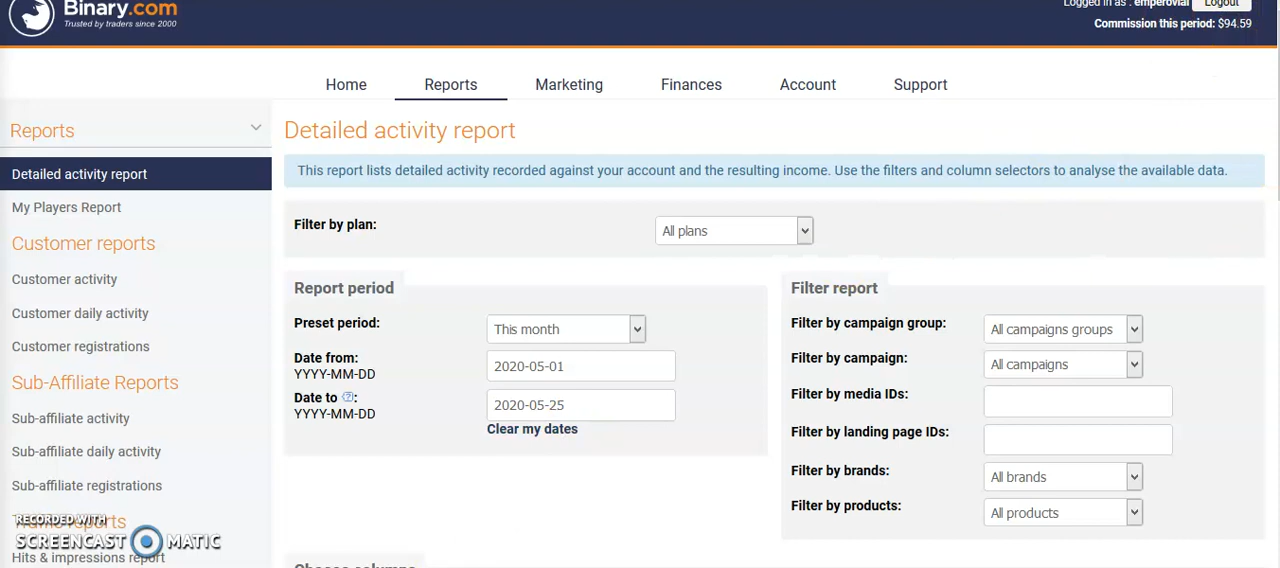 Binary.com
Trusted by traders since 2000
Logged in as : emperovial
Logout
Commission this period: $94.59
Home
Reports
Marketing
Finances
Account
Support
Reports
Detailed activity report
My Players Report
Customer reports
Customer activity
Customer daily activity
Customer registrations
Sub-Affiliate Reports
Sub-affiliate activity
Sub-affiliate daily activity
Sub-affiliate registrations
Traffic reports
RECORDED WITH
SCREENCAST MATIC
Hits & impressions report
Detailed activity report
This report lists detailed activity recorded against your account and the resulting income. Use the filters and column selectors to analyse the available data.
Filter by plan:
All plans
Report period
Preset period:
This month
Date from:
YYYY-MM-DD
2020-05-01
Date to :
YYYY-MM-DD
2020-05-25
Clear my dates
Filter report
Filter by campaign group:
All campaigns groups
Filter by campaign:
All campaigns
Filter by media IDs:
Filter by landing page IDs:
Filter by brands:
All brands
Filter by products:
All products
Choose columns